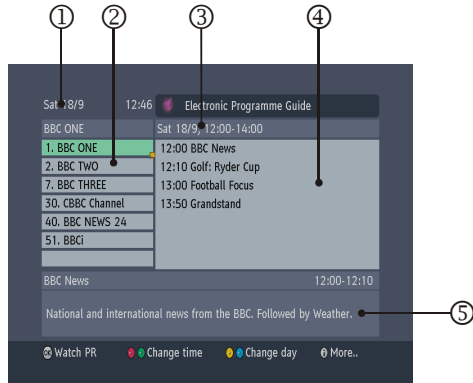 ① ② ③ ④
Sat 18/9 12:46 Electronic Programme Guide
BBC ONE Sat 18/9, 12:00-14:00
1. BBC ONE 12:00 BBC News
2. BBC TWO 12:10 Golf: Ryder Cup
7. BBC THREE 13:00 Football Focus
30. CBBC Channel 13:50 Grandstand
40. BBC NEWS 24
51. BBCi
BBC News 12:00-12:10
National and international news from the BBC. Followed by Weather.
⑤
OK Watch PR Change time Change day i More..